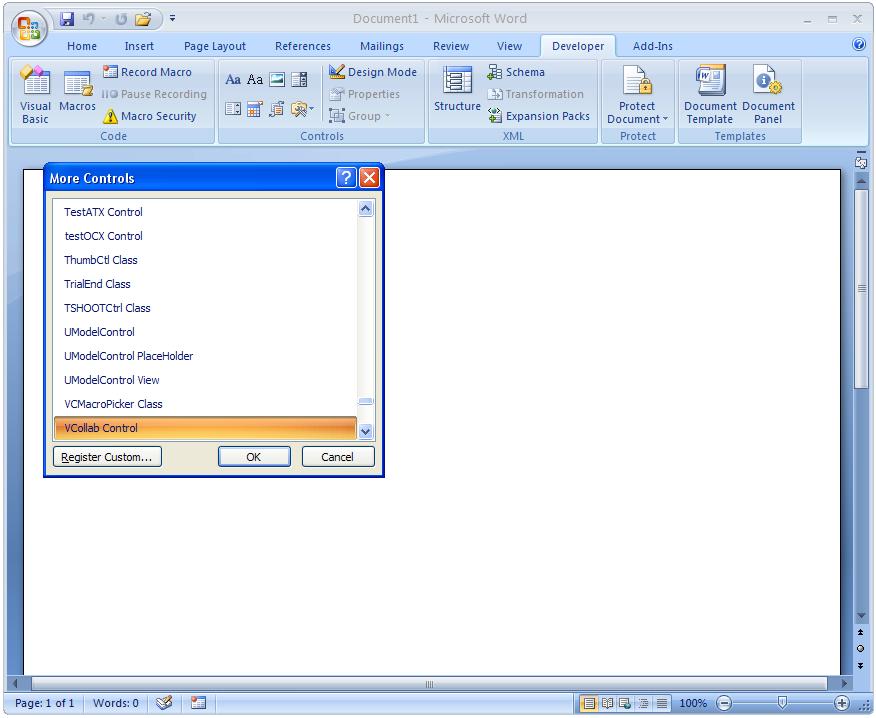 Document1 - Microsoft Word
Home Insert Page Layout References Mailings Review View Developer Add-Ins
Visual Basic
Macros
Record Macro
Pause Recording
Macro Security
Code
Aa Aa
Design Mode
Properties
Group
Controls
Structure
Schema
Transformation
Expansion Packs
XML
Protect Document
Protect
Document Template
Document Panel
Templates
More Controls
TestATX Control
testOCX Control
ThumbCtl Class
TrialEnd Class
TSHOOTCtrl Class
UModelControl
UModelControl PlaceHolder
UModelControl View
VCMacroPicker Class
VCollab Control
Register Custom... OK Cancel
Page: 1 of 1 Words: 0 100%